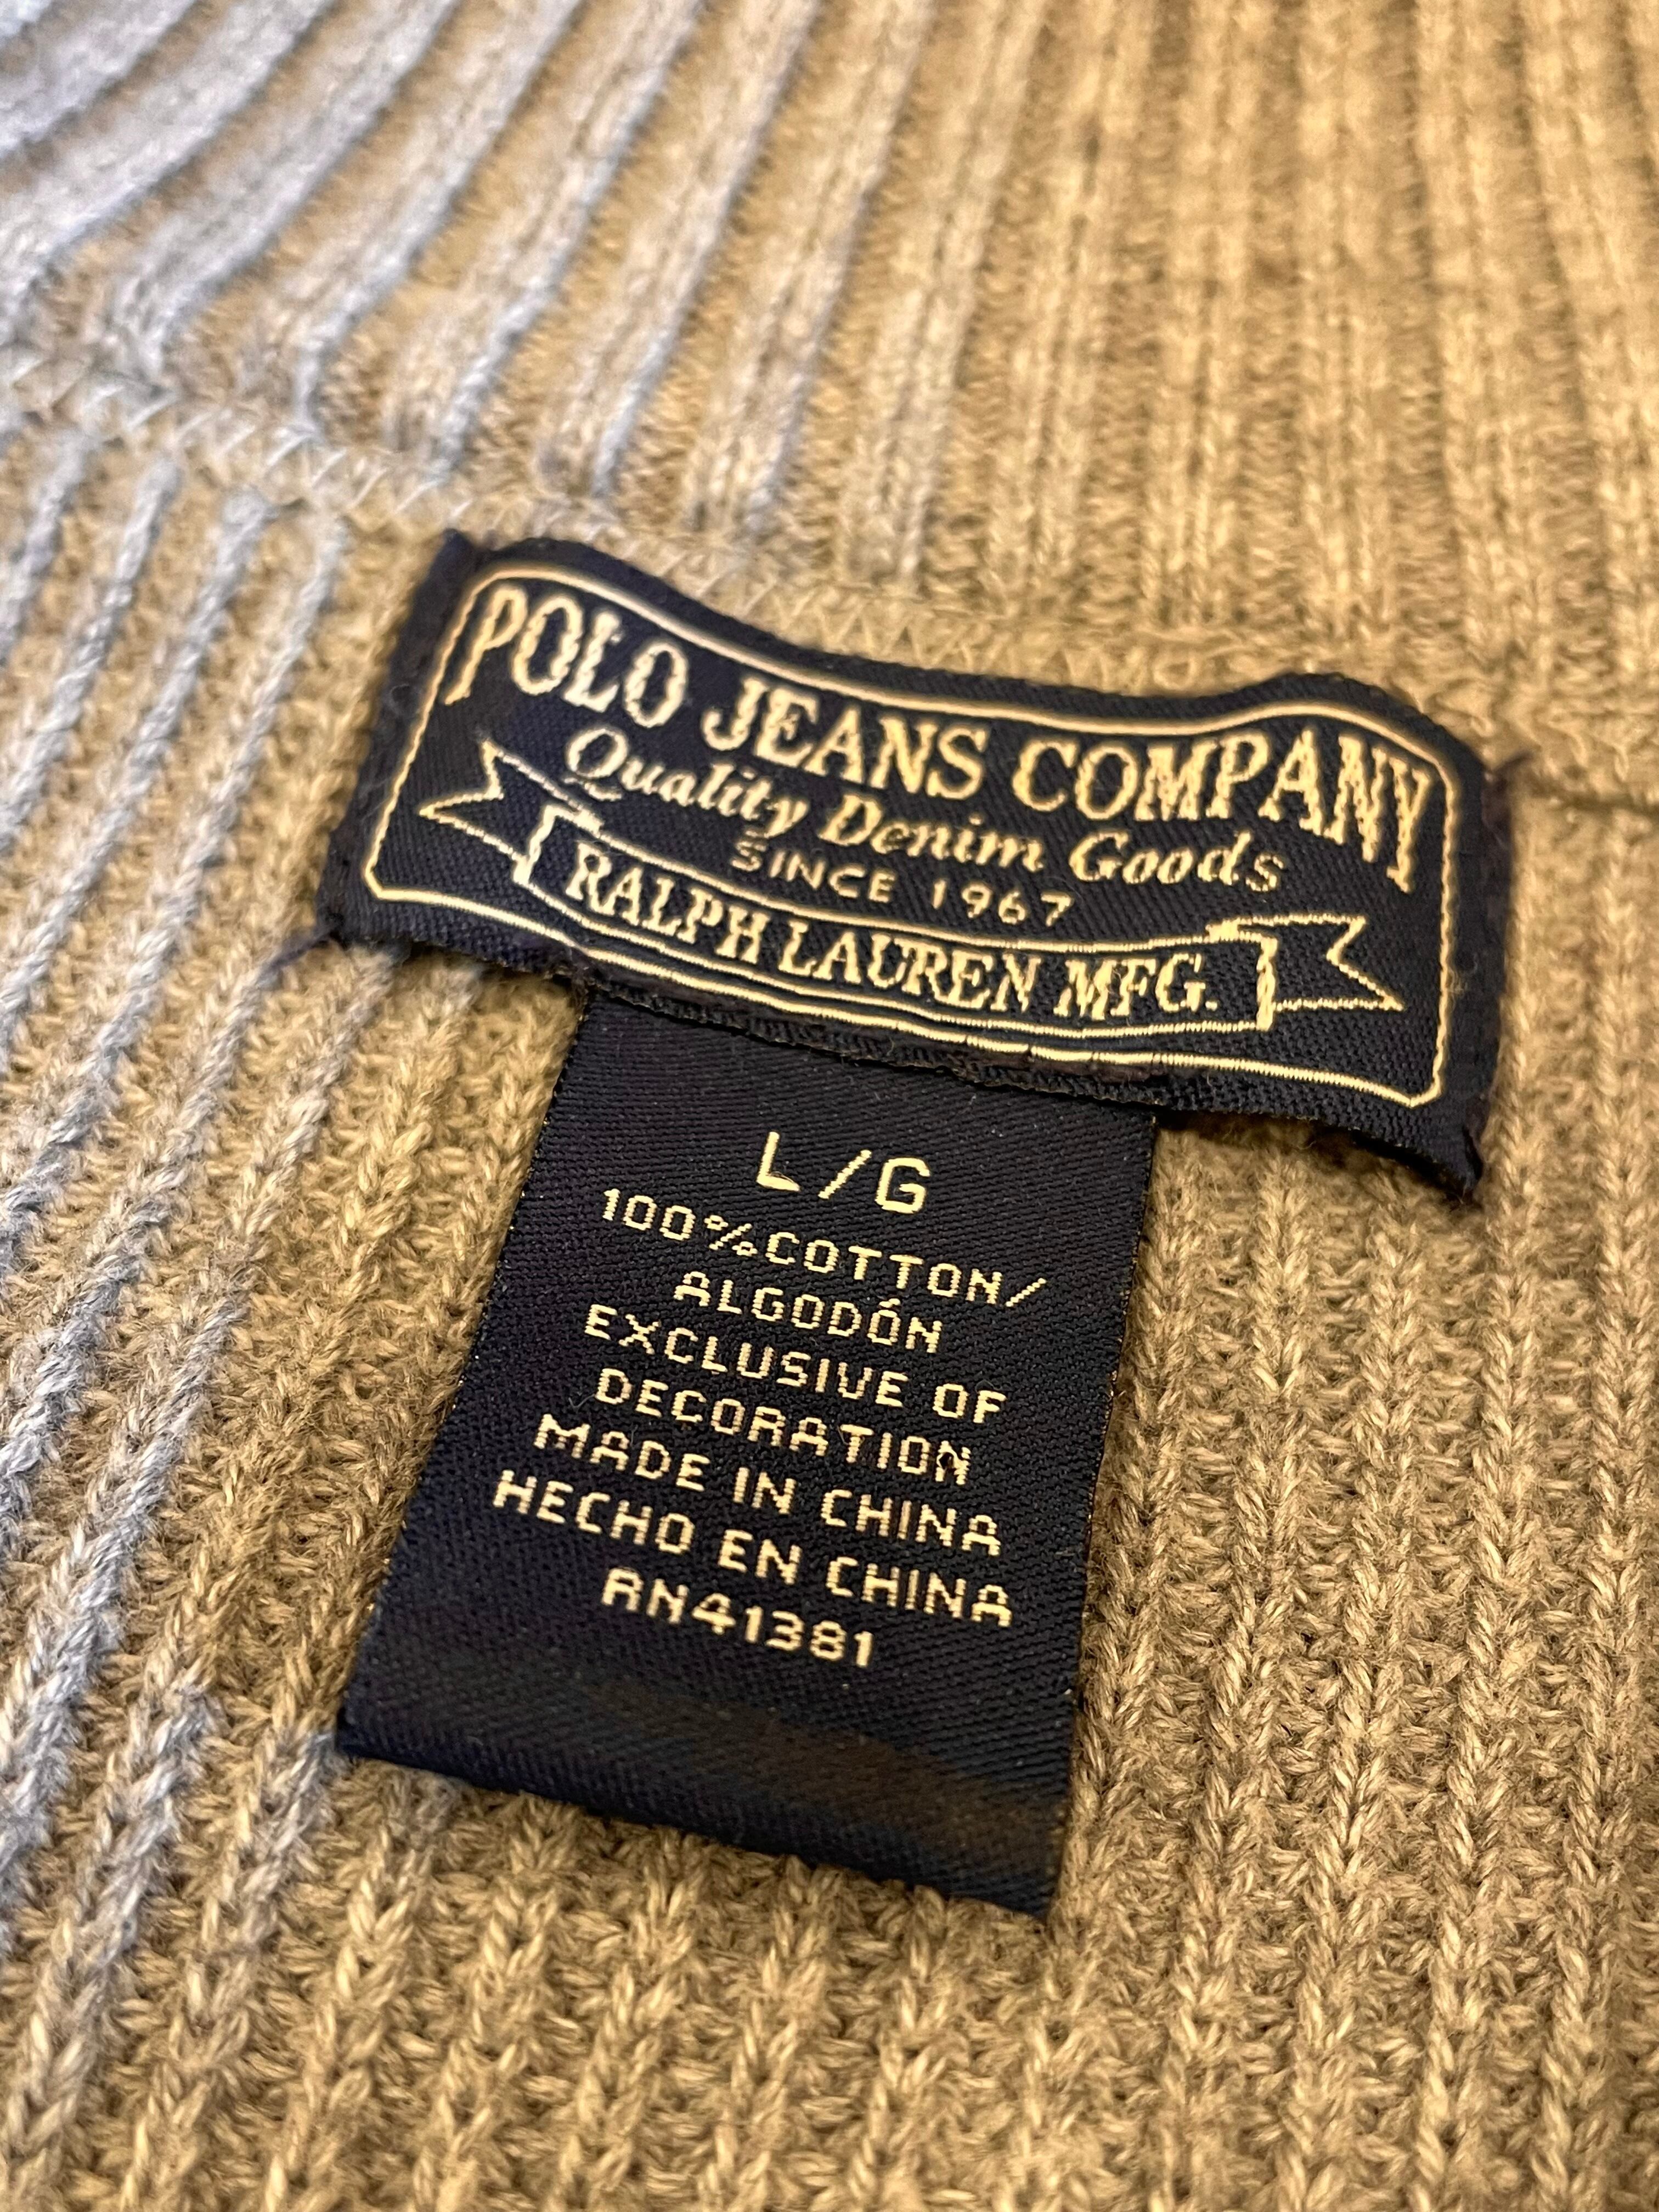 POLO JEANS COMPANY
Quality Denim Goods
SINCE 1967
RALPH LAUREN MFG.
L/G
100%COTTON/
ALGODÓN
EXCLUSIVE OF
DECORATION
MADE IN CHINA
HECHO EN CHINA
RN41381